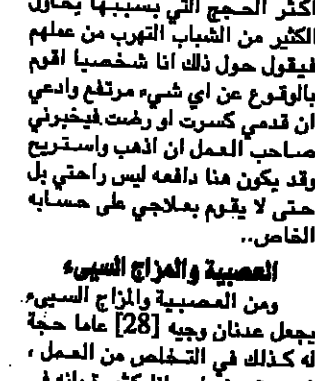 اكثر الحجج التي بسببها يحاول
الكثير من الشباب التهرب من عملهم
فيقول حول ذلك انا شخصيا اقوم
بالوقوع عن اي شيء مرتفع وادعي
ان قدمي كسرت او رضت فيخبرني
صاحب العمل ان اذهب واستريح
وقد يكون هنا دافعه ليس راحتي بل
حتى لا يقوم بعلاجي على حسابه
الخاص..
العصبية والمزاج السيىء
ومن العصبية والمزاج السيىء
يجعل عدنان وجيه [28] عاما حجة
له كذلك في التخلص من العمل ،